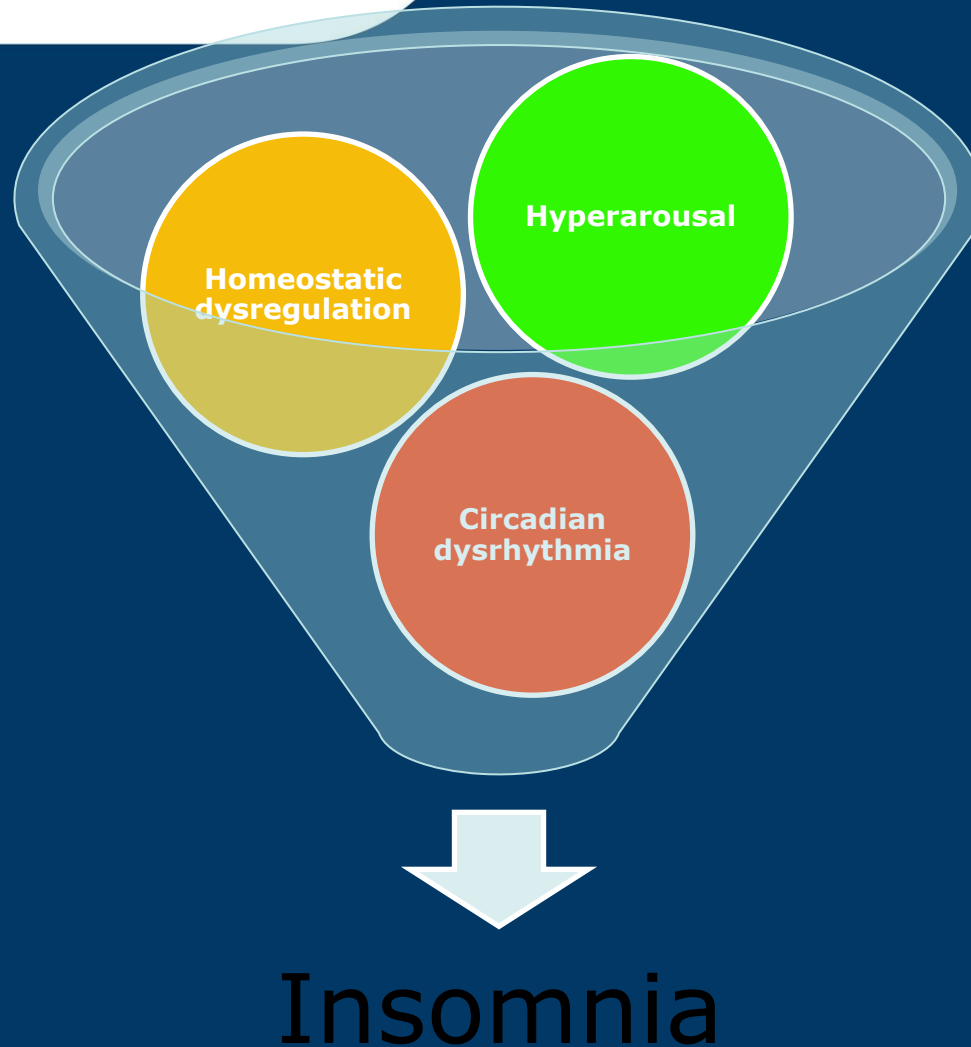 Hyperarousal
Homeostatic
dysregulation
Circadian
dysrhythmia
Insomnia